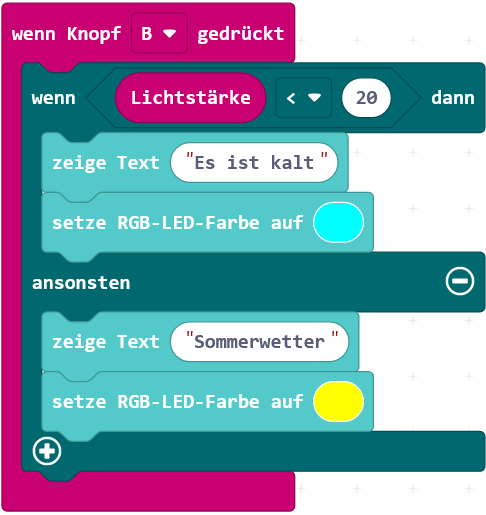 wenn Knopf B gedrückt
wenn Lichtstärke < 20 dann
zeige Text "Es ist kalt"
setze RGB-LED-Farbe auf
ansonsten
zeige Text "Sommerwetter"
setze RGB-LED-Farbe auf